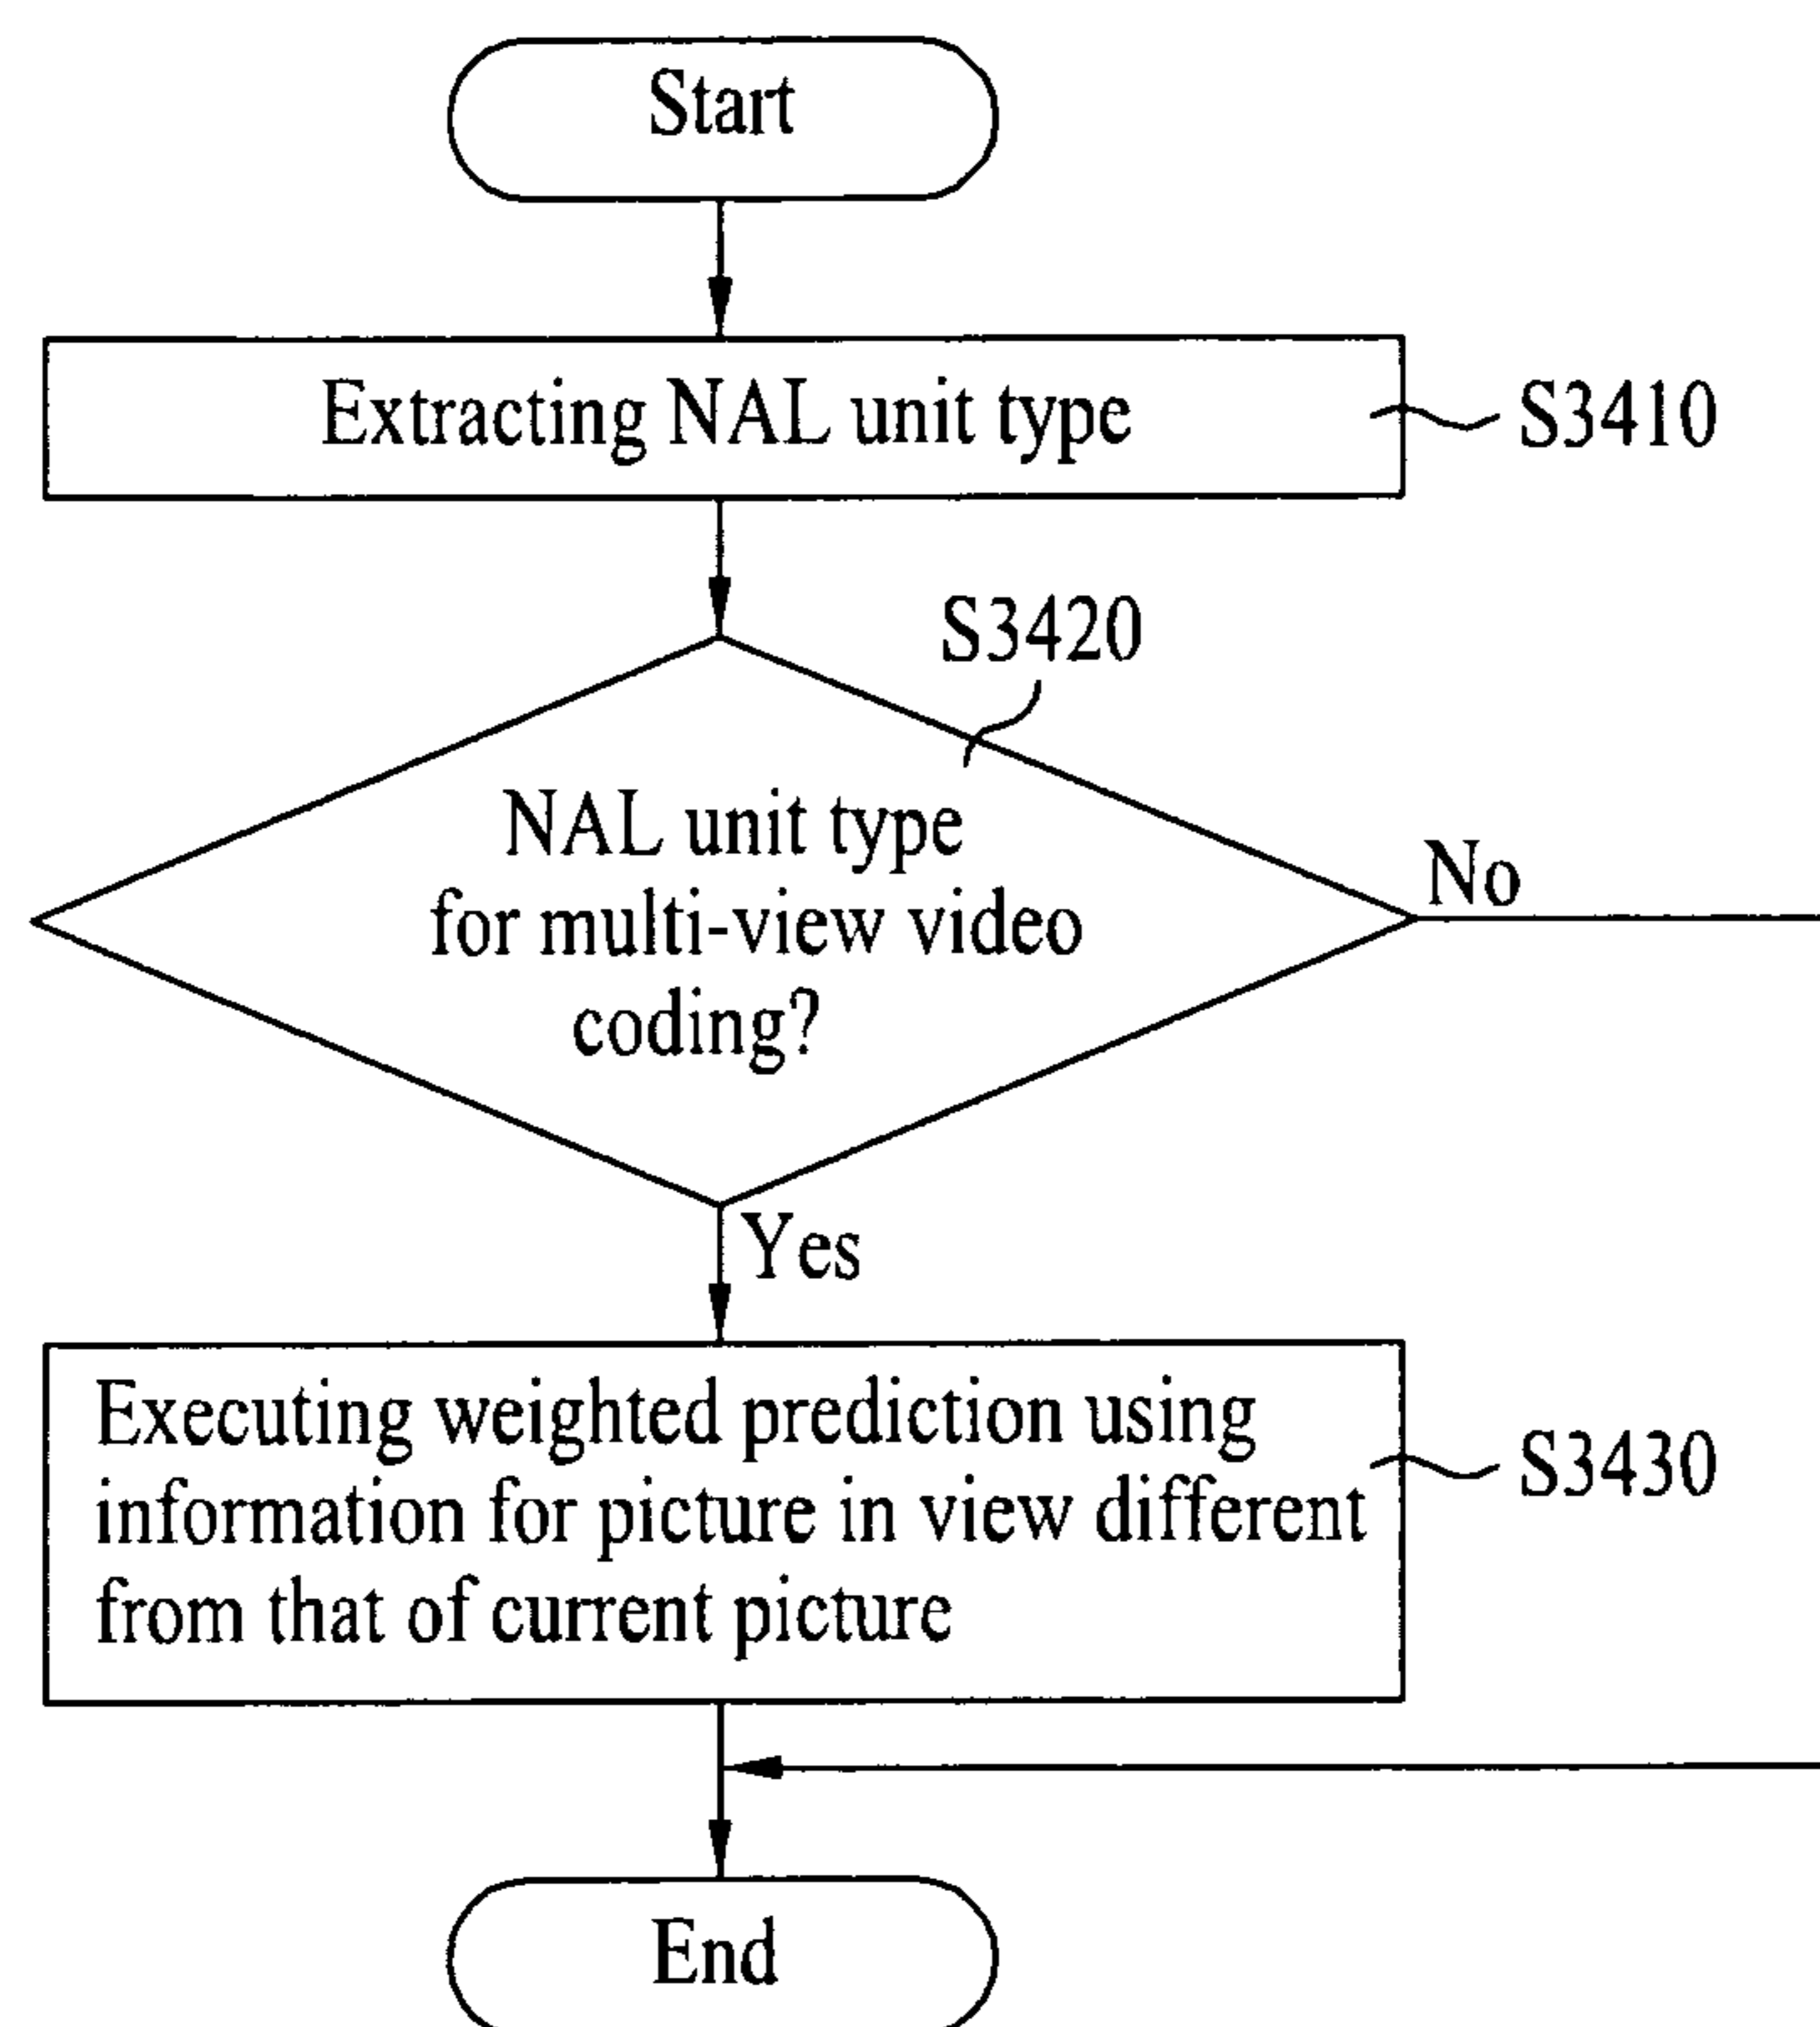 Start
Extracting NAL unit type
S3410
S3420
NAL unit type
for multi-view video
coding?
No
Yes
Executing weighted prediction using
information for picture in view different
from that of current picture
S3430
End